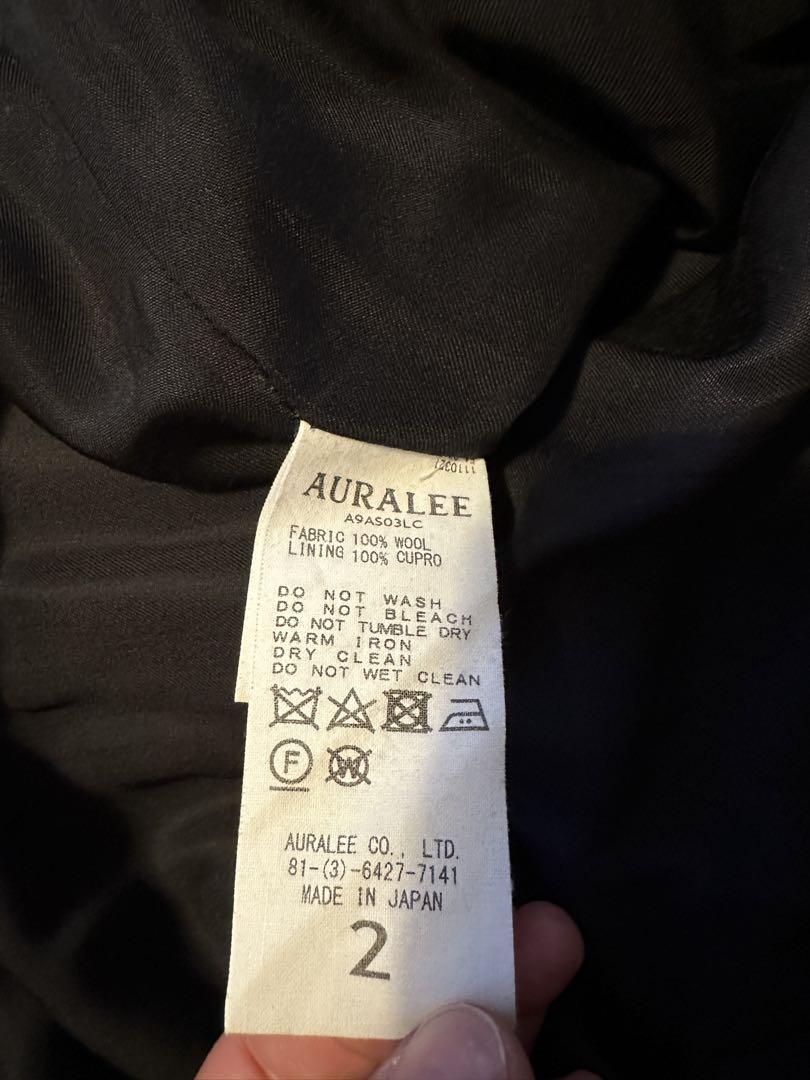 AURALEE
A9AS03LC
FABRIC 100% WOOL
LINING 100% CUPRO
DO NOT WASH
DO NOT BLEACH
DO NOT TUMBLE DRY
WARM IRON
DRY CLEAN
DO NOT WET CLEAN
F W
AURALEE CO., LTD.
81-(3)-6427-7141
MADE IN JAPAN
2